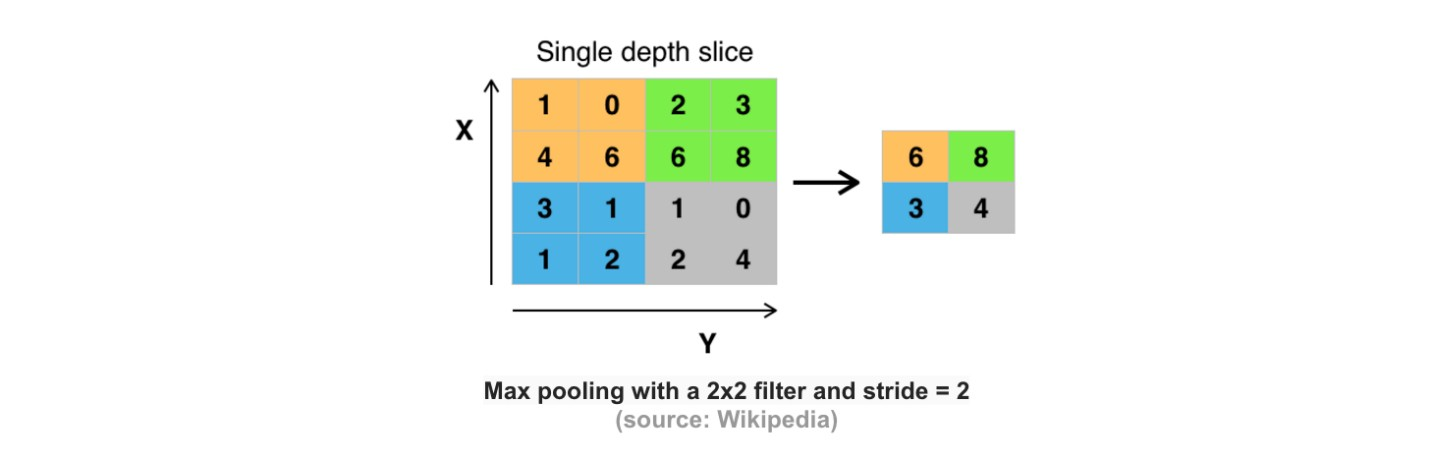 Single depth slice
X
1 0 2 3
4 6 6 8
3 1 1 0
1 2 2 4
6 8
3 4
Y
Max pooling with a 2x2 filter and stride = 2
(source: Wikipedia)